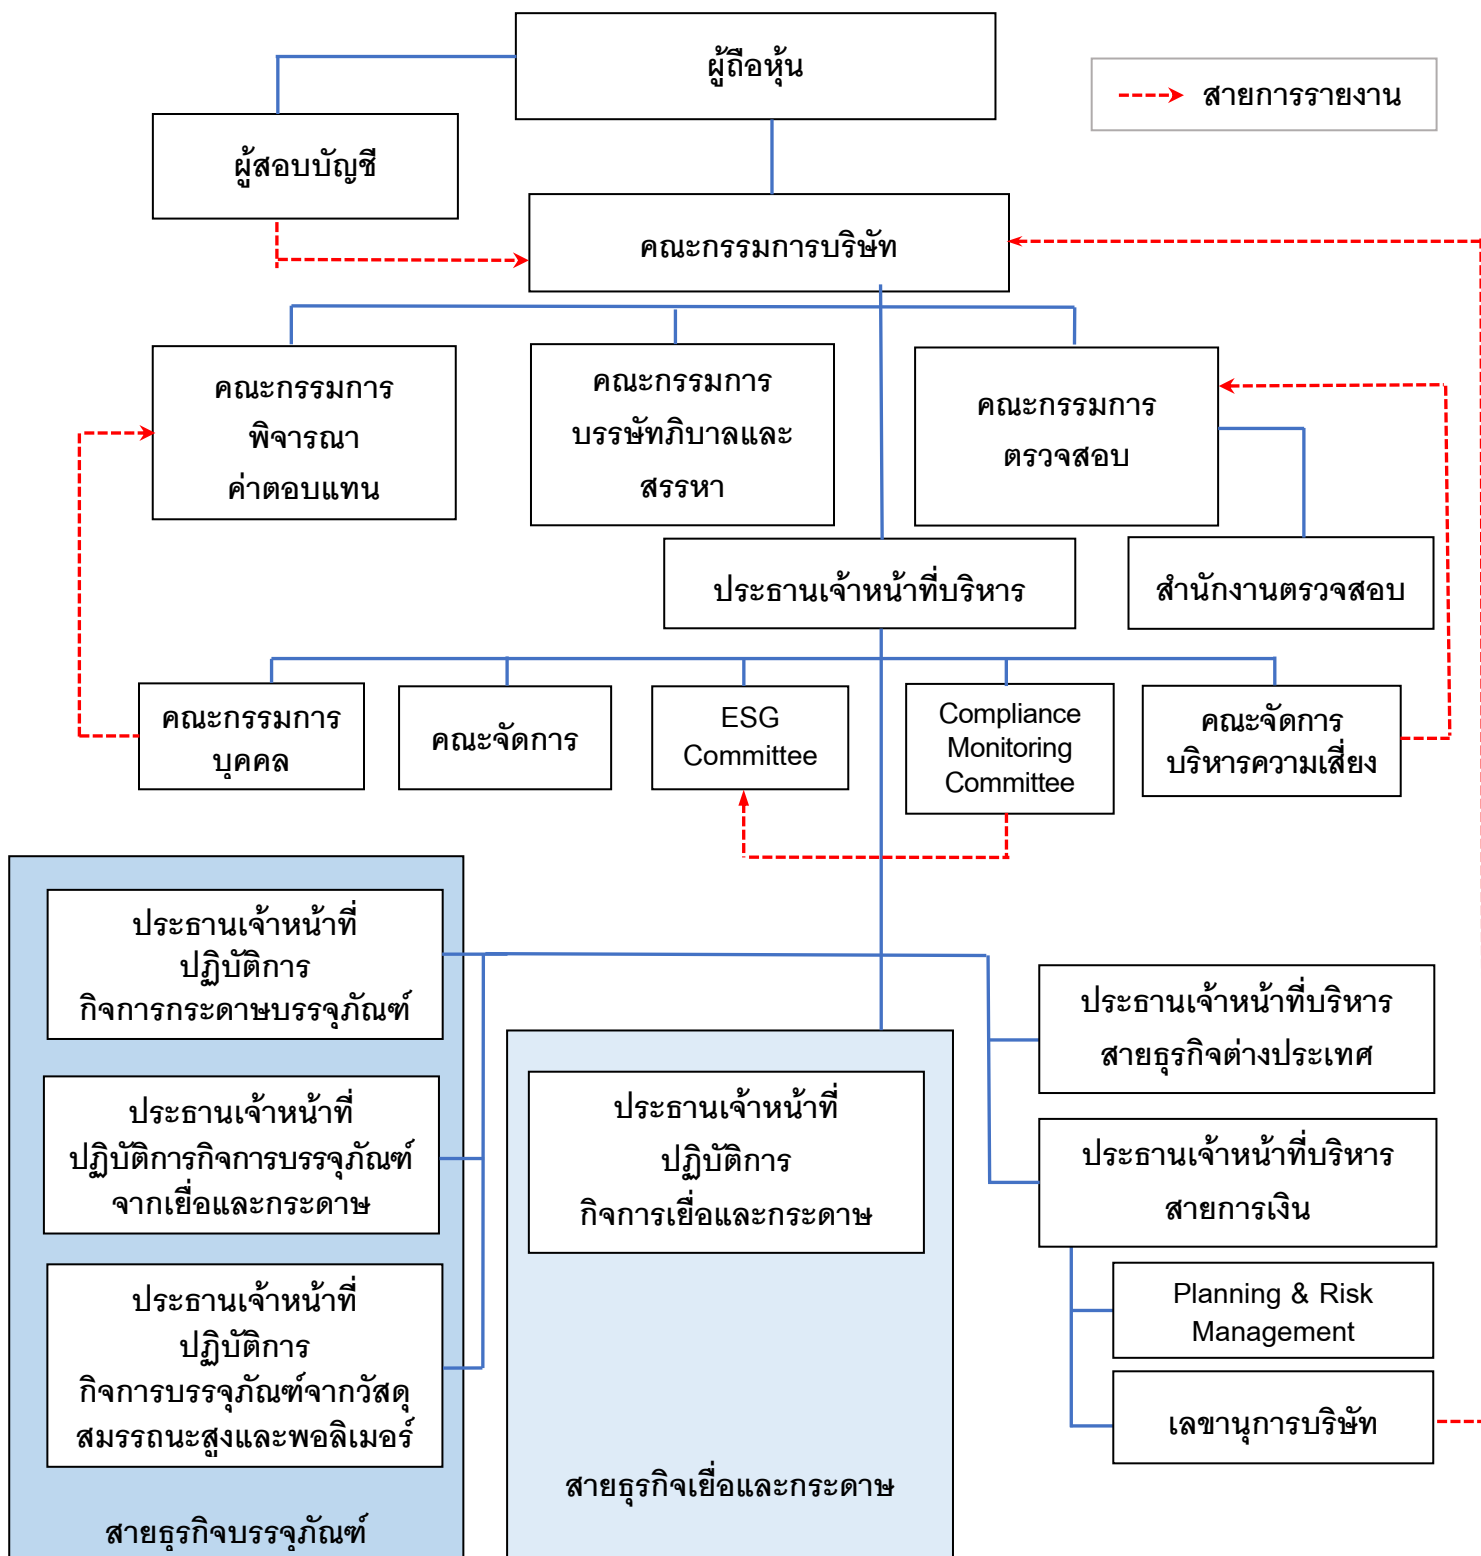 ผู้ถือหุ้น
สายการรายงาน
ผู้สอบบัญชี
คณะกรรมการบริษัท
คณะกรรมการ
พิจารณา
ค่าตอบแทน
คณะกรรมการ
บรรษัทภิบาลและ
สรรหา
คณะกรรมการ
ตรวจสอบ
ประธานเจ้าหน้าที่บริหาร
สำนักงานตรวจสอบ
คณะกรรมการ
บุคคล
คณะจัดการ
ESG
Committee
Compliance
Monitoring
Committee
คณะจัดการ
บริหารความเสี่ยง
ประธานเจ้าหน้าที่
ปฏิบัติการ
กิจการกระดาษบรรจุภัณฑ์
ประธานเจ้าหน้าที่
ปฏิบัติการกิจการบรรจุภัณฑ์
จากเยื่อและกระดาษ
ประธานเจ้าหน้าที่
ปฏิบัติการ
กิจการบรรจุภัณฑ์จากวัสดุ
สมรรถนะสูงและพอลิเมอร์
สายธุรกิจบรรจุภัณฑ์
ประธานเจ้าหน้าที่
ปฏิบัติการ
กิจการเยื่อและกระดาษ
สายธุรกิจเยื่อและกระดาษ
ประธานเจ้าหน้าที่บริหาร
สายธุรกิจต่างประเทศ
ประธานเจ้าหน้าที่บริหาร
สายการเงิน
Planning & Risk
Management
เลขานุการบริษัท